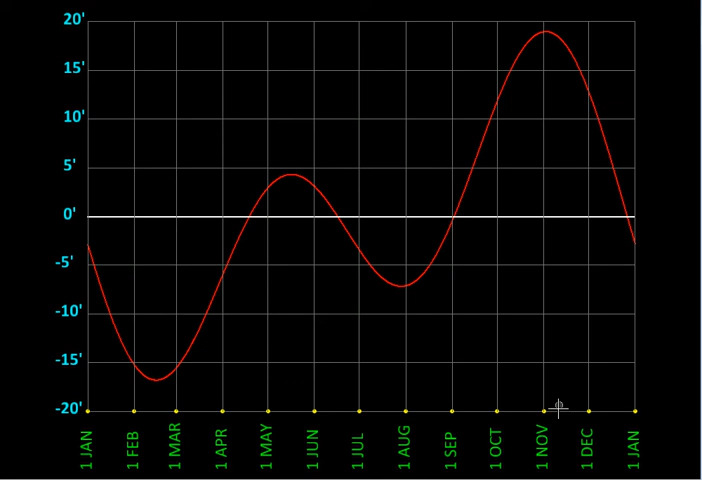 20'
15'
10'
5'
0'
-5'
-10'
-15'
-20'
1 JAN
1 FEB
1 MAR
1 APR
1 MAY
1 JUN
1 JUL
1 AUG
1 SEP
1 OCT
1 NOV
1 DEC
1 JAN